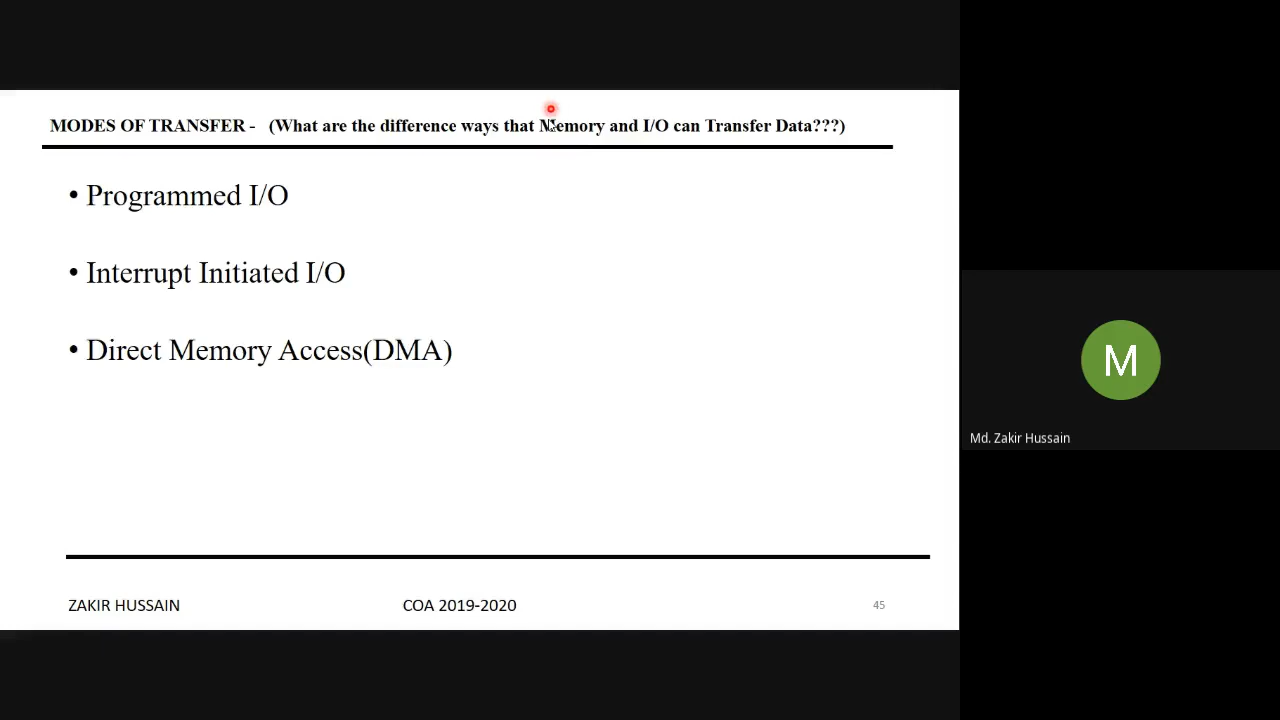 MODES OF TRANSFER - (What are the difference ways that Memory and I/O can Transfer Data???)
• Programmed I/O
• Interrupt Initiated I/O
• Direct Memory Access(DMA)
ZAKIR HUSSAIN COA 2019-2020 45
M
Md. Zakir Hussain